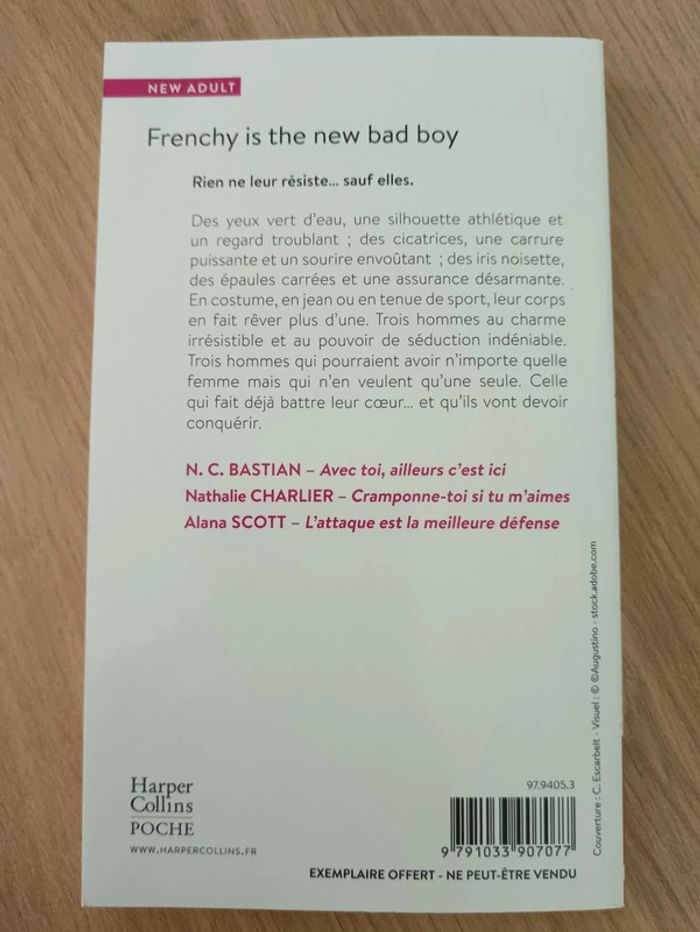 NEW ADULT
Frenchy is the new bad boy
Rien ne leur résiste... sauf elles.
Des yeux vert d'eau, une silhouette athlétique et
un regard troublant ; des cicatrices, une carrure
puissante et un sourire envoûtant ; des iris noisette,
des épaules carrées et une assurance désarmante.
En costume, en jean ou en tenue de sport, leur corps
en fait rêver plus d'une. Trois hommes au charme
irrésistible et au pouvoir de séduction indéniable.
Trois hommes qui pourraient avoir n'importe quelle
femme mais qui n'en veulent qu'une seule. Celle
qui fait déjà battre leur cœur... et qu'ils vont devoir
conquérir.
N. C. BASTIAN – Avec toi, ailleurs c'est ici
Nathalie CHARLIER – Cramponne-toi si tu m'aimes
Alana SCOTT – L'attaque est la meilleure défense
Couverture : C. Escarbelt - Visuel : © ©Augustino - stock.adobe.com
Harper
Collins
POCHE
WWW.HARPERCOLLINS.FR
97.9405.3
9 791033 907077
EXEMPLAIRE OFFERT - NE PEUT-ÊTRE VENDU